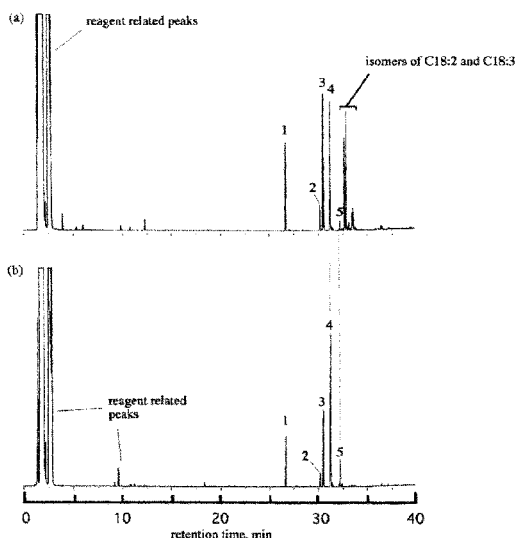 (a)
reagent related peaks
isomers of C18:2 and C18:3
3
4
1
2
5
(b)
4
reagent related
peaks
3
1
2
5
0 10 20 30 40
retention time, min